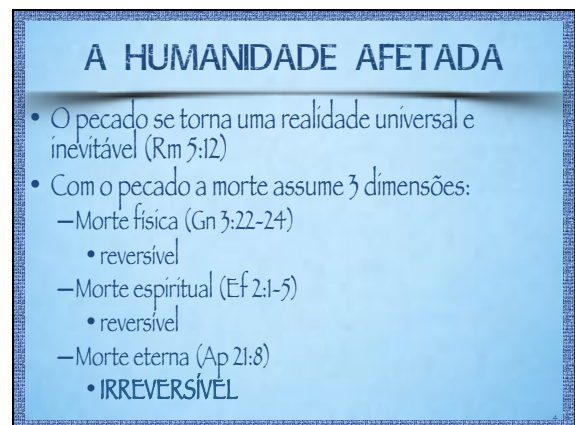 A HUMANIDADE AFETADA
• O pecado se torna uma realidade universal e
inevitável (Rm 5:12)
• Com o pecado a morte assume 3 dimensões:
–Morte física (Gn 3:22-24)
• reversível
–Morte espiritual (Ef 2:1-5)
• reversível
–Morte eterna (Ap 21:8)
• IRREVERSÍVEL
4